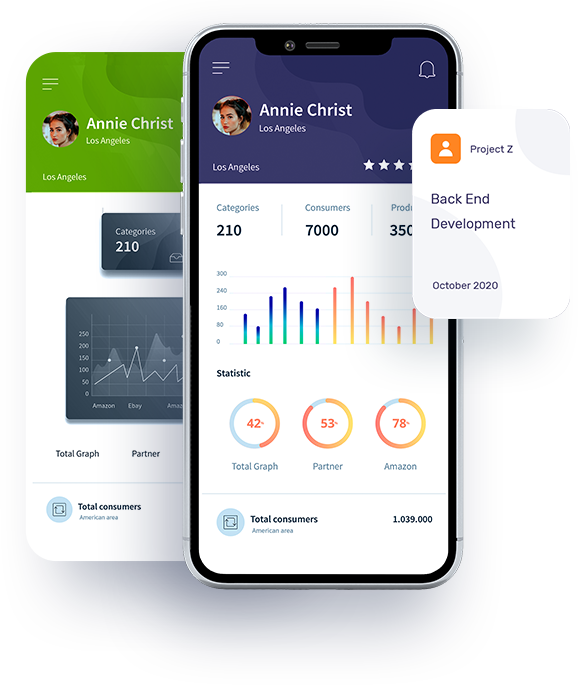 Annie Christ
Los Angeles
Los Angeles
Categories
210
250
200
150
100
50
0
Amazon Ebay
Total Graph Partner
Total consumers
American area
Annie Christ
Los Angeles
Los Angeles
Categories Consumers
210 7000
300
240
160
80
0
Statistic
42%
53%
78%
Total Graph Partner Amazon
Total consumers 1.039.000
American area
Project Z
Back End
Development
October 2020